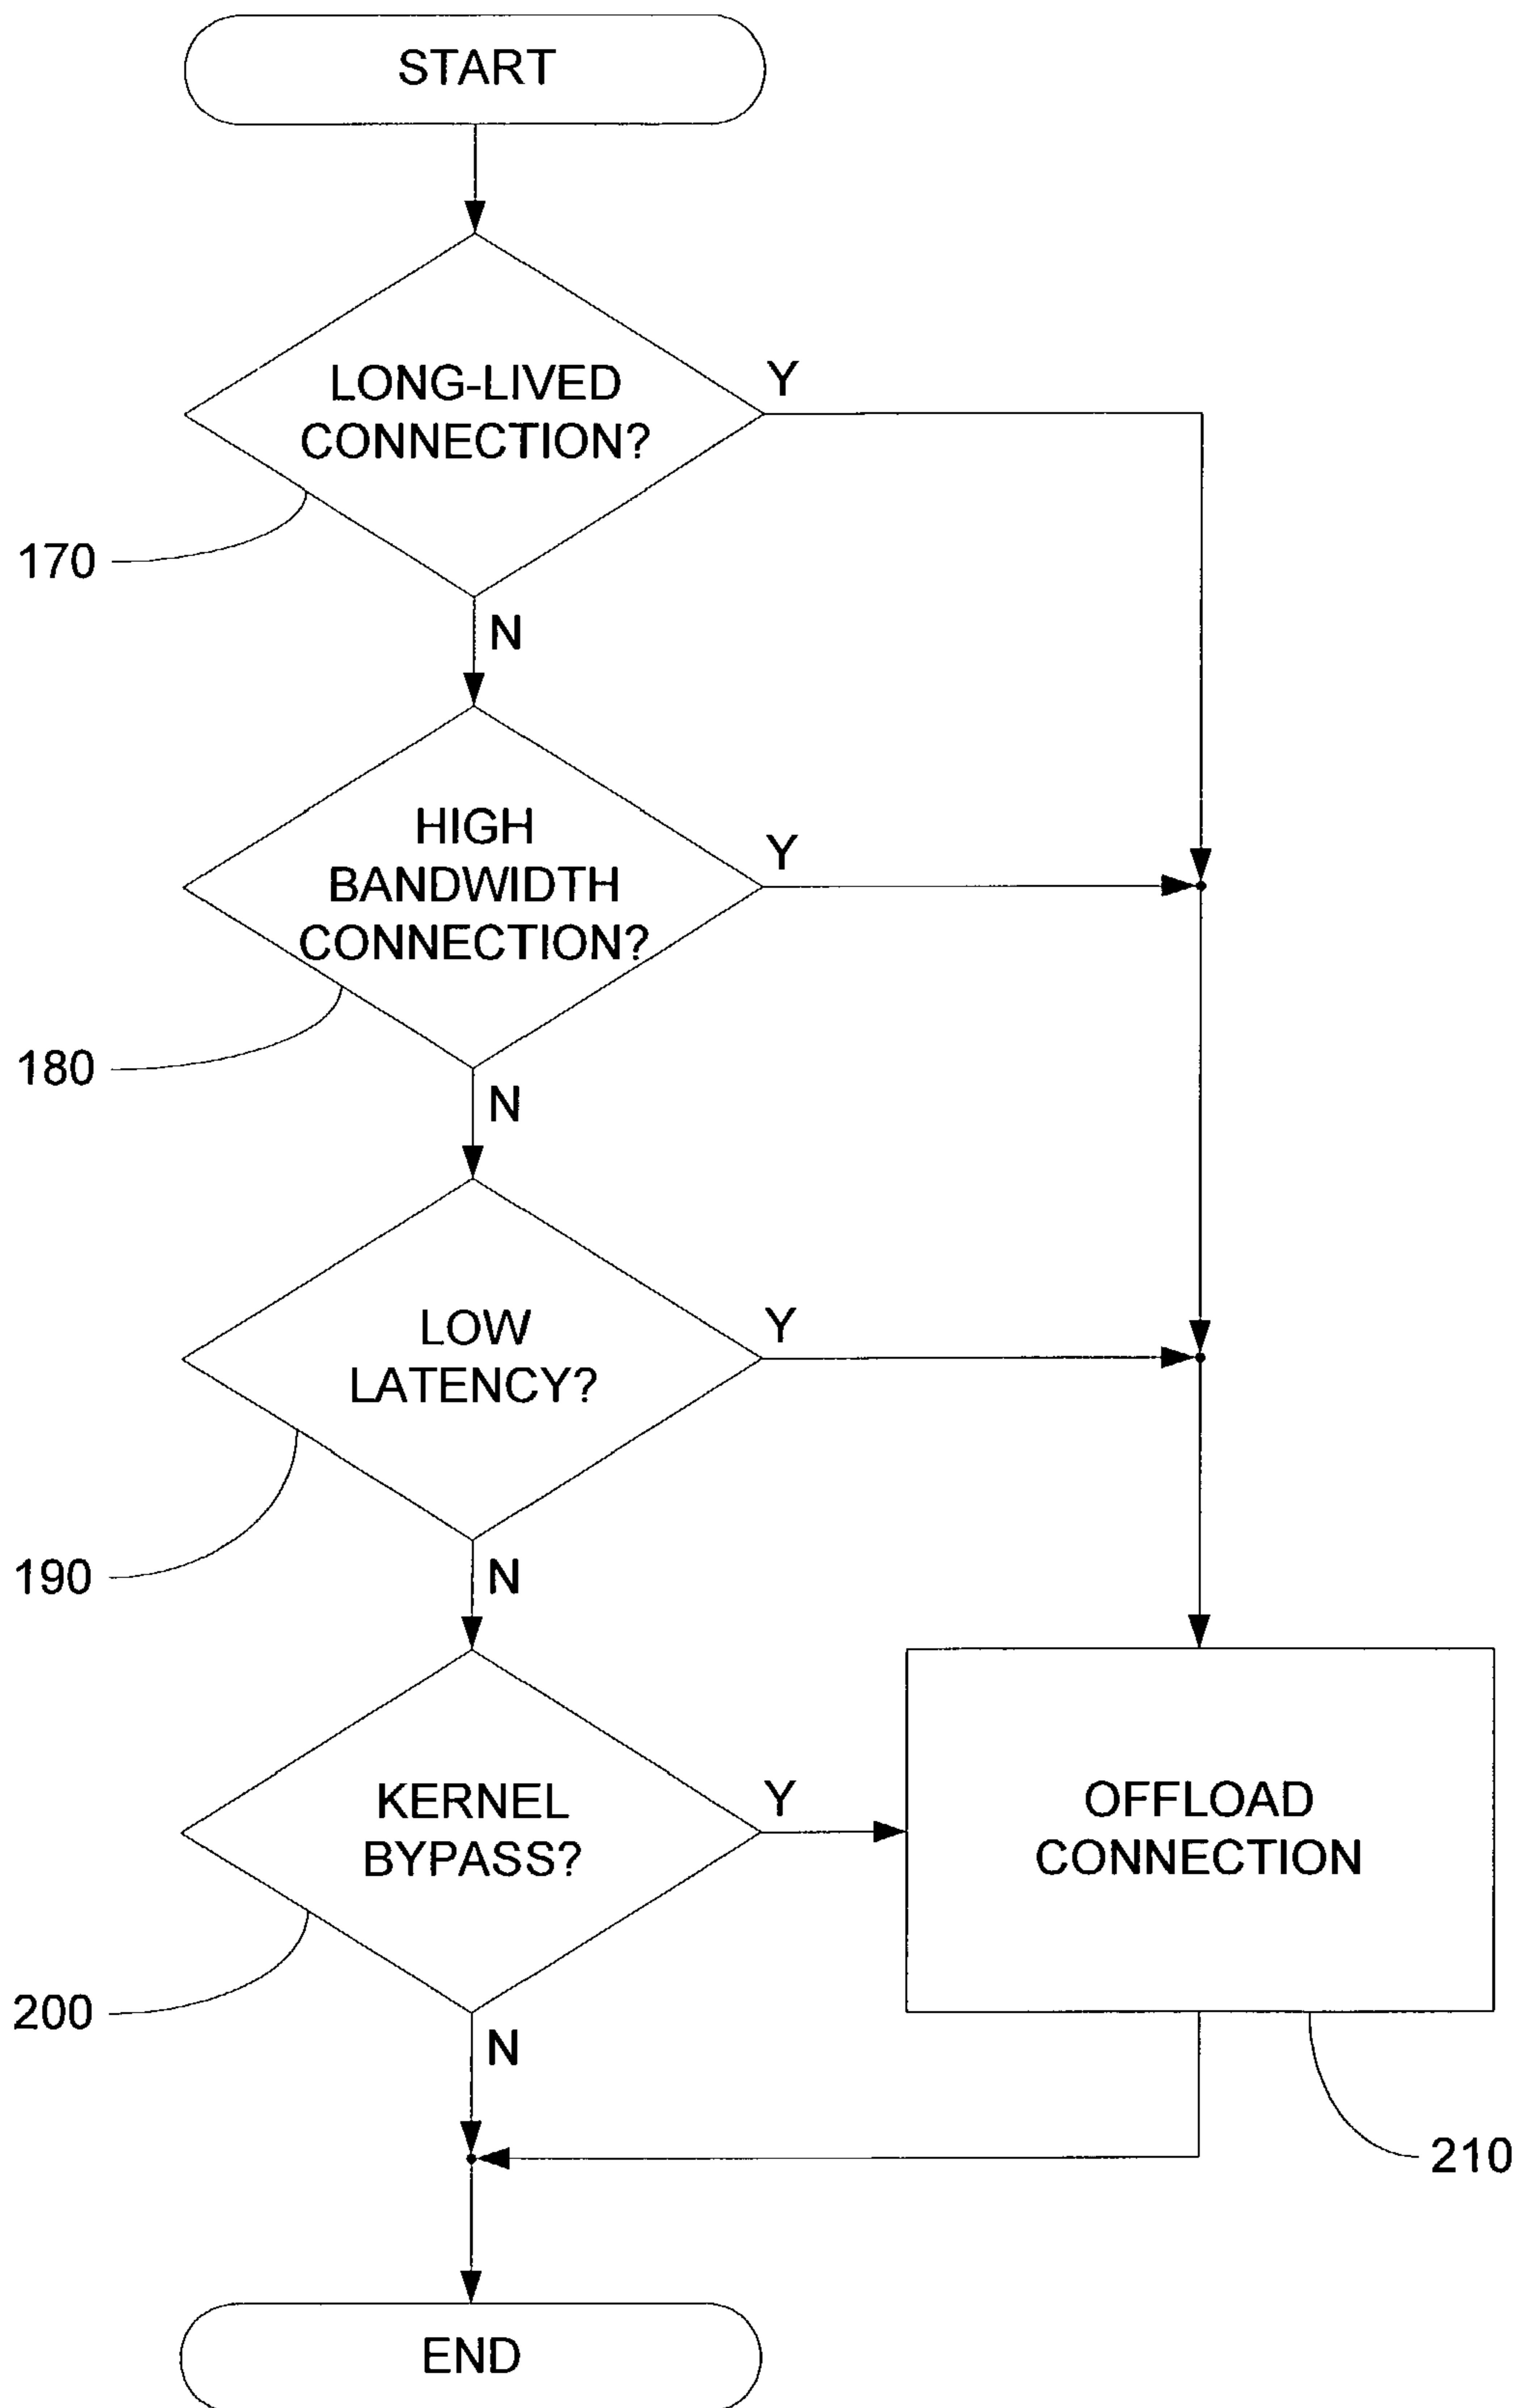 START
LONG-LIVED
CONNECTION?
Y
170
N
HIGH
BANDWIDTH
CONNECTION?
Y
180
N
LOW
LATENCY?
Y
190
N
KERNEL
BYPASS?
Y
OFFLOAD
CONNECTION
200
N
210
END